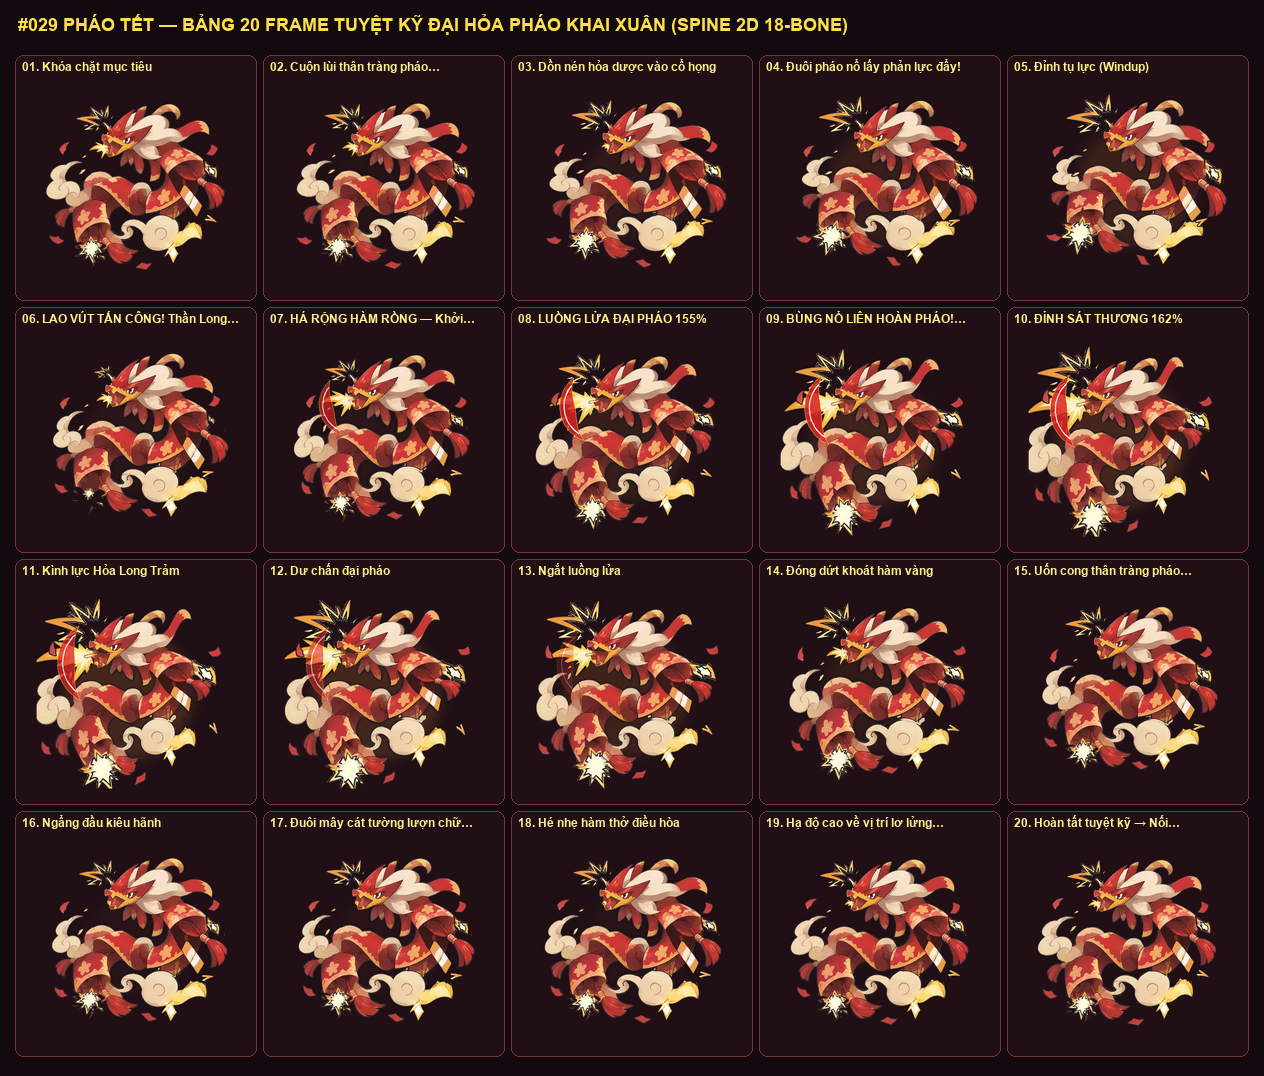 #029 PHÁO TẾT — BẢNG 20 FRAME TUYỆT KỸ ĐẠI HỎA PHÁO KHAI XUÂN (SPINE 2D 18-BONE)
01. Khóa chặt mục tiêu
02. Cuộn lùi thân tràng pháo...
03. Dồn nén hỏa dược vào cổ họng
04. Đuôi pháo nổ lấy phản lực đẩy!
05. Đỉnh tụ lực (Windup)
06. LAO VÚT TẤN CÔNG! Thần Long...
07. HÁ RỘNG HÀM RỒNG — Khởi...
08. LUỒNG LỬA ĐẠI PHÁO 155%
09. BÙNG NỔ LIÊN HOÀN PHÁO!...
10. ĐỈNH SÁT THƯƠNG 162%
11. Kình lực Hỏa Long Trảm
12. Dư chấn đại pháo
13. Ngắt luồng lửa
14. Đóng dứt khoát hàm vàng
15. Uốn cong thân tràng pháo...
16. Ngẩng đầu kiêu hãnh
17. Đuôi mây cát tường lượn chữ...
18. Hé nhẹ hàm thở điều hòa
19. Hạ độ cao về vị trí lơ lửng...
20. Hoàn tất tuyệt kỹ → Nối...